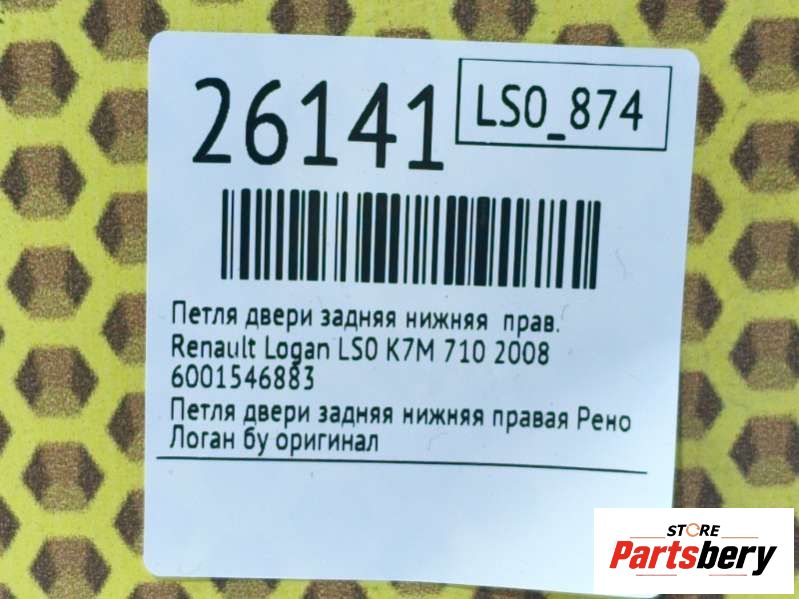 26141
LS0_874
Петля двери задняя нижняя прав.
Renault Logan LS0 K7M 710 2008
6001546883
Петля двери задняя нижняя правая Рено
Логан бу оригинал
STORE
Partsbery